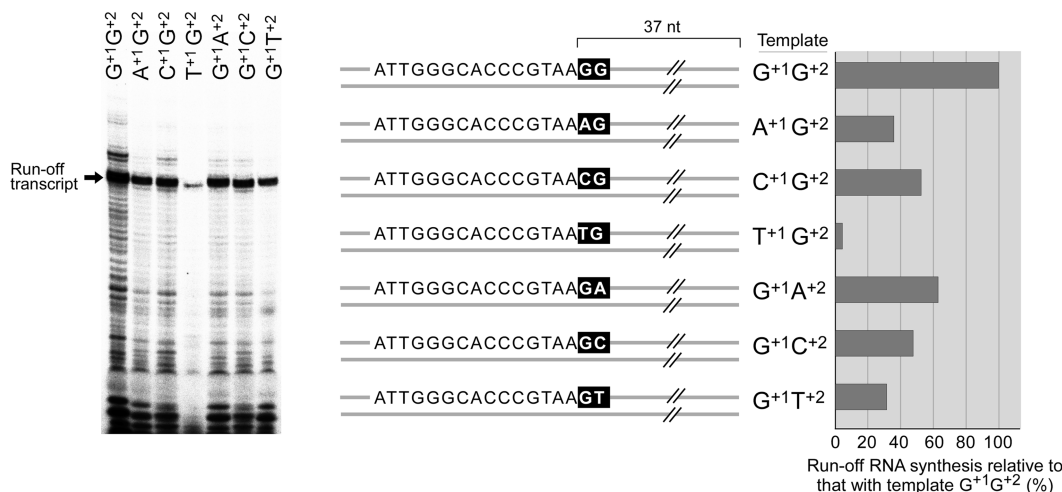 G+1G+2
A+1G+2
C+1G+2
T+1G+2
G+1A+2
G+1C+2
G+1T+2
Run-off
transcript
37 nt
Template
ATTGGGCACCCGTAAGG
G+1G+2
ATTGGGCACCCGTAAAG
A+1G+2
ATTGGGCACCCGTAACG
C+1G+2
ATTGGGCACCCGTAATG
T+1G+2
ATTGGGCACCCGTAAGA
G+1A+2
ATTGGGCACCCGTAAGC
G+1C+2
ATTGGGCACCCGTAAGT
G+1T+2
0 20 40 60 80 100
Run-off RNA synthesis relative to
that with template G+1G+2 (%)